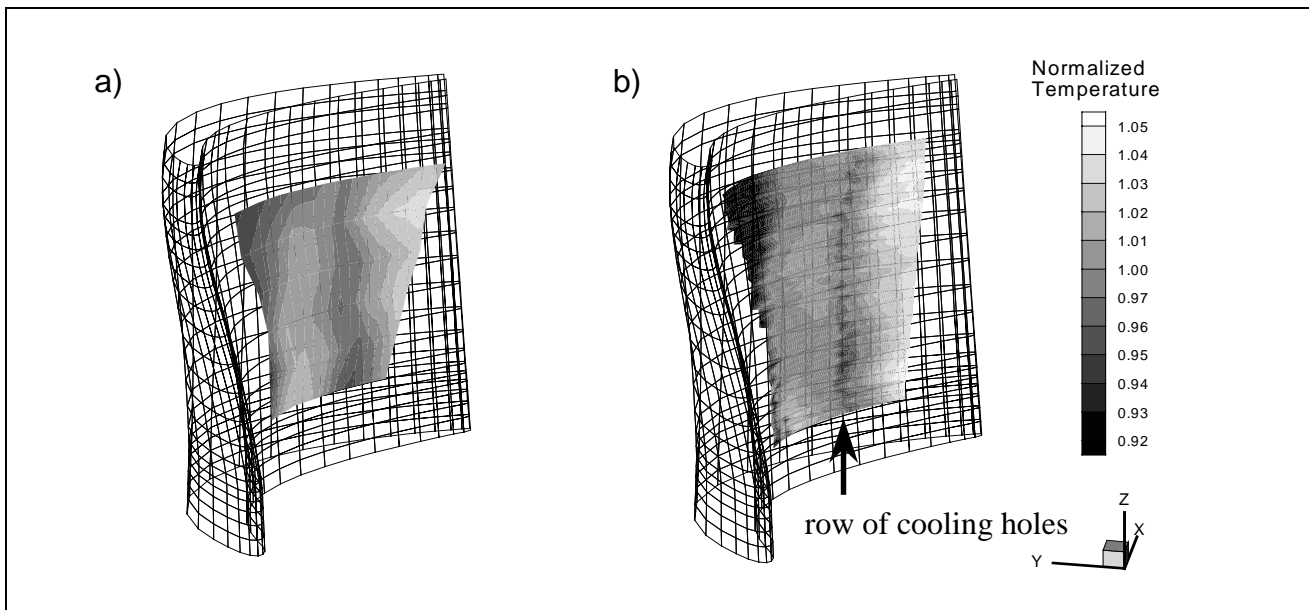 a)
b)
Normalized
Temperature
1.05
1.04
1.03
1.02
1.01
1.00
0.97
0.96
0.95
0.94
0.93
0.92
row of cooling holes
Z
X
Y